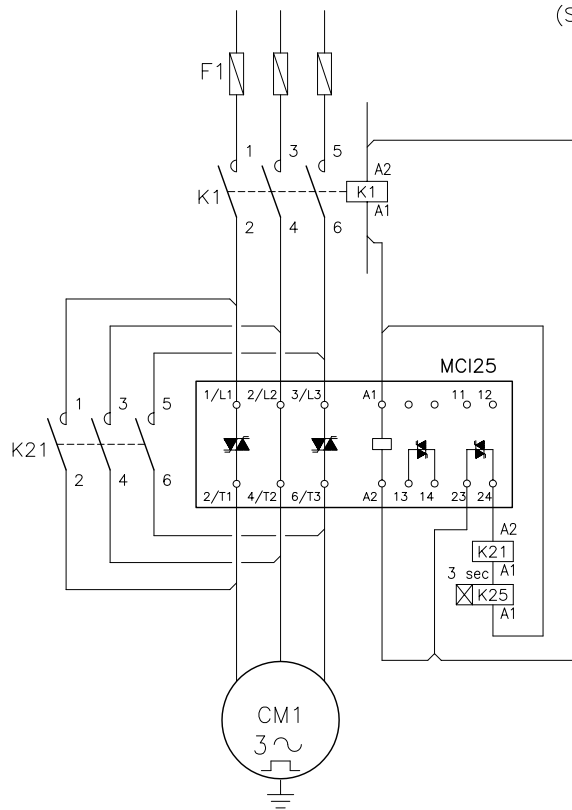 (S
F1
1 3 5
A2
K1
K1
A1
2 4 6
MCI25
1/L1 2/L2 3/L3 A1 11 12
1 3 5
K21
2 4 6
2/T1 4/T2 6/T3 A2 13 14 23 24
A2
K21
A1
3 sec
K25
A1
CM1
3